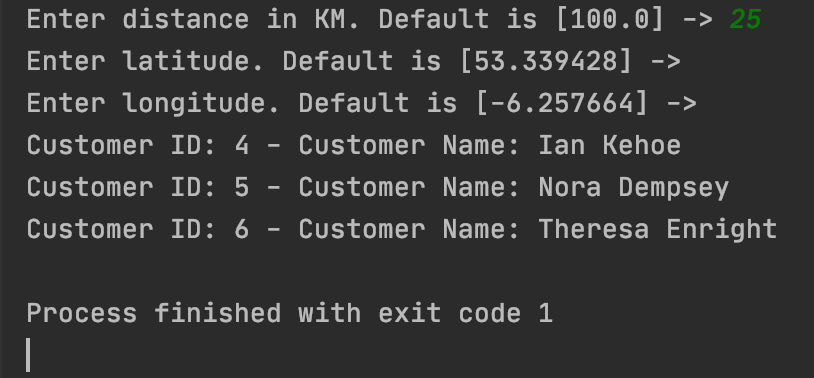 Enter distance in KM. Default is [100.0] -> 25
Enter latitude. Default is [53.339428] ->
Enter longitude. Default is [-6.257664] ->
Customer ID: 4 - Customer Name: Ian Kehoe
Customer ID: 5 - Customer Name: Nora Dempsey
Customer ID: 6 - Customer Name: Theresa Enright
Process finished with exit code 1